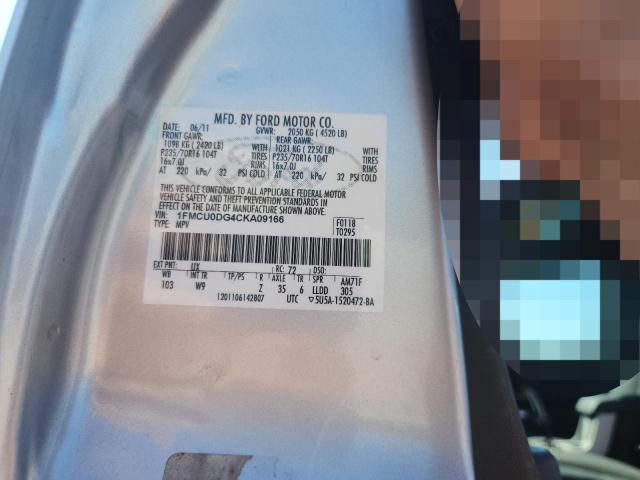 MFD. BY FORD MOTOR CO.
DATE: 06/11 GVWR: 2050 KG ( 4520 LB)
FRONT GAWR: REAR GAWR:
1098 KG ( 2420 LB) WITH 1021 KG ( 2250 LB) WITH
P235/70R16 104T TIRES P235/70R16 104T TIRES
16x7.0J RIMS 16x7.0J RIMS
AT 220 kPa/ 32 PSI COLD AT 220 kPa/ 32 PSI COLD
THIS VEHICLE CONFORMS TO ALL APPLICABLE FEDERAL MOTOR
VEHICLE SAFETY AND THEFT PREVENTION STANDARDS IN
EFFECT ON THE DATE OF MANUFACTURE SHOWN ABOVE.
VIN: 1FMCU0DG4CKA09166 F0118
TYPE: MPV T0295
EXT PNT: RC: 72 DSO:
WB INT TR TP/PS R AXLE TR SPR AM71F
103 W9 Z 35 6 LLDD 305
1201106142807 UTC ▽5U5A-1520472-BA